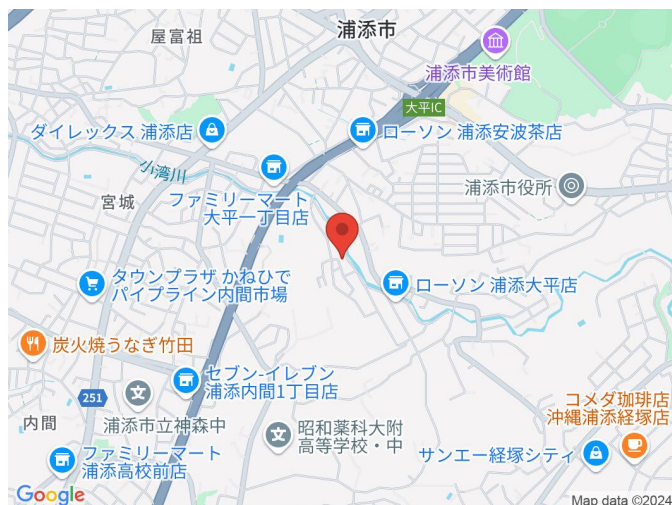 屋富祖
浦添市
浦添市美術館
大平IC
ダイレックス 浦添店
ローソン 浦添安波茶店
小湾川
ファミリーマート
大平一丁目店
浦添市役所
宮城
タウンプラザ かねひで
パイプライン内間市場
ローソン 浦添大平店
炭火焼うなぎ竹田
セブン-イレブン
浦添内間1丁目店
251
浦添市立神森中
コメダ珈琲店
沖縄浦添経塚店
内間
昭和薬科大附
高等学校・中
ファミリーマート
浦添高校前店
サンエー経塚シティ
Google
Map data ©2024